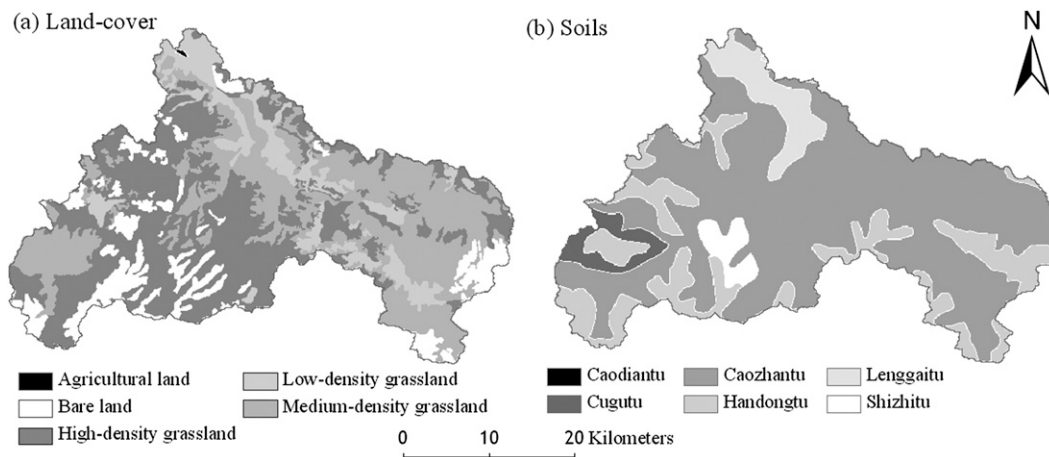 (a) Land-cover
(b) Soils
N
Agricultural land
Low-density grassland
Bare land
Medium-density grassland
High-density grassland
Caodiantu
Caozhantu
Lenggaitu
Cugutu
Handongtu
Shizhitu
0 10 20 Kilometers